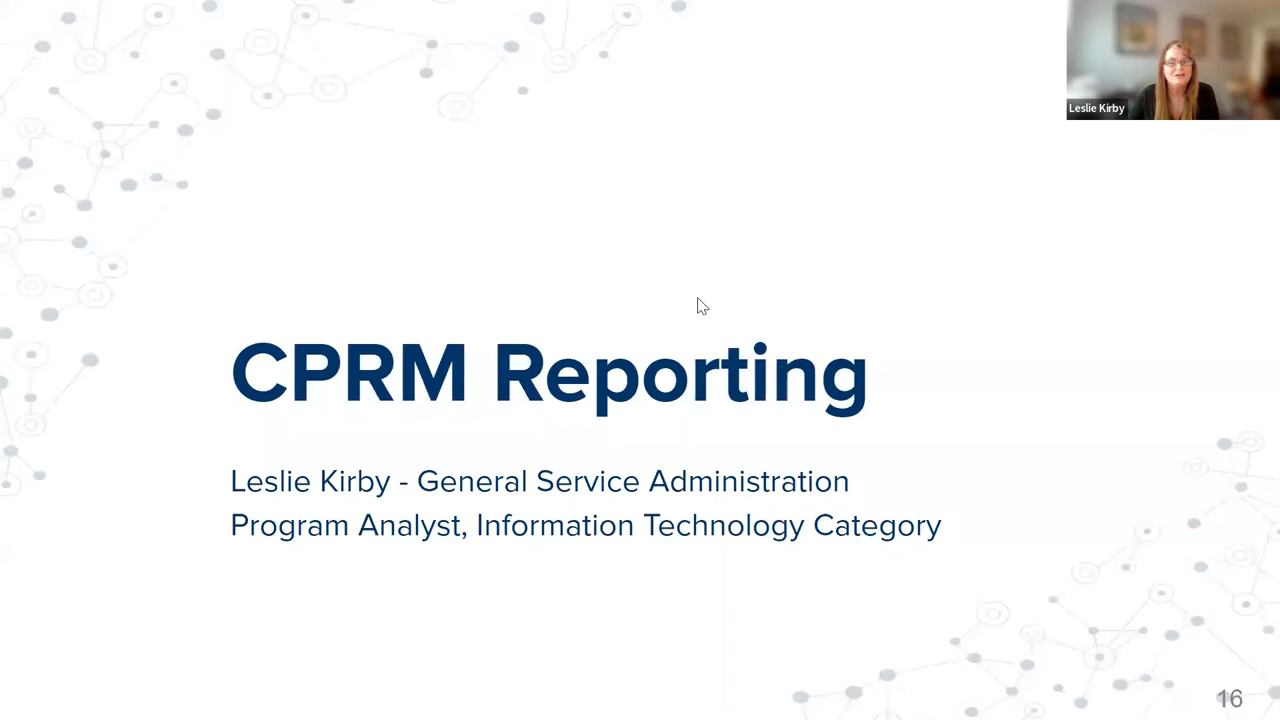 Leslie Kirby
CPRM Reporting
Leslie Kirby - General Service Administration
Program Analyst, Information Technology Category
16